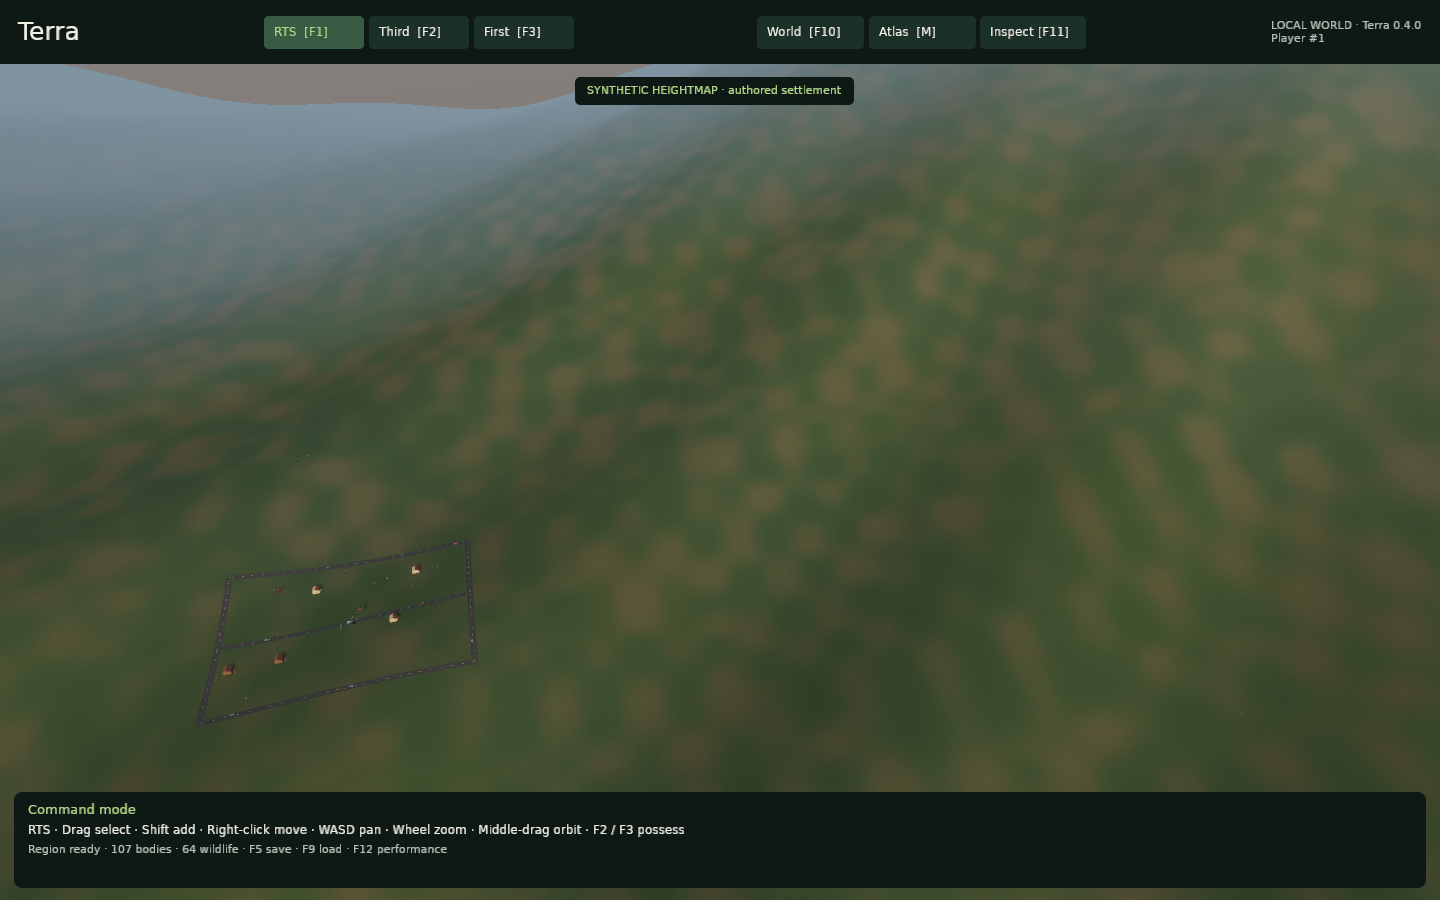 Terra
RTS [F1]
Third [F2]
First [F3]
World [F10]
Atlas [M]
Inspect [F11]
LOCAL WORLD · Terra 0.4.0
Player #1
SYNTHETIC HEIGHTMAP · authored settlement
Command mode
RTS · Drag select · Shift add · Right-click move · WASD pan · Wheel zoom · Middle-drag orbit · F2 / F3 possess
Region ready · 107 bodies · 64 wildlife · F5 save · F9 load · F12 performance